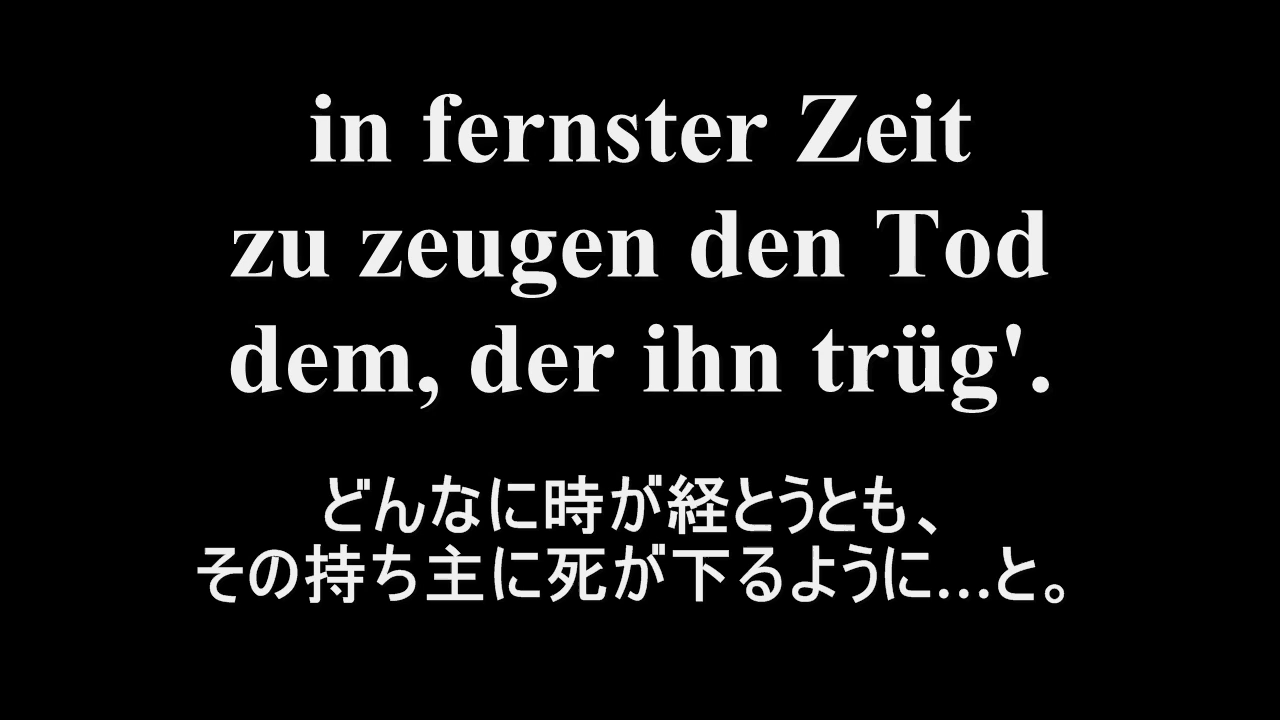 in fernster Zeit
zu zeugen den Tod
dem, der ihn trüg'.
どんなに時が経とうとも、
その持ち主に死が下るように…と。